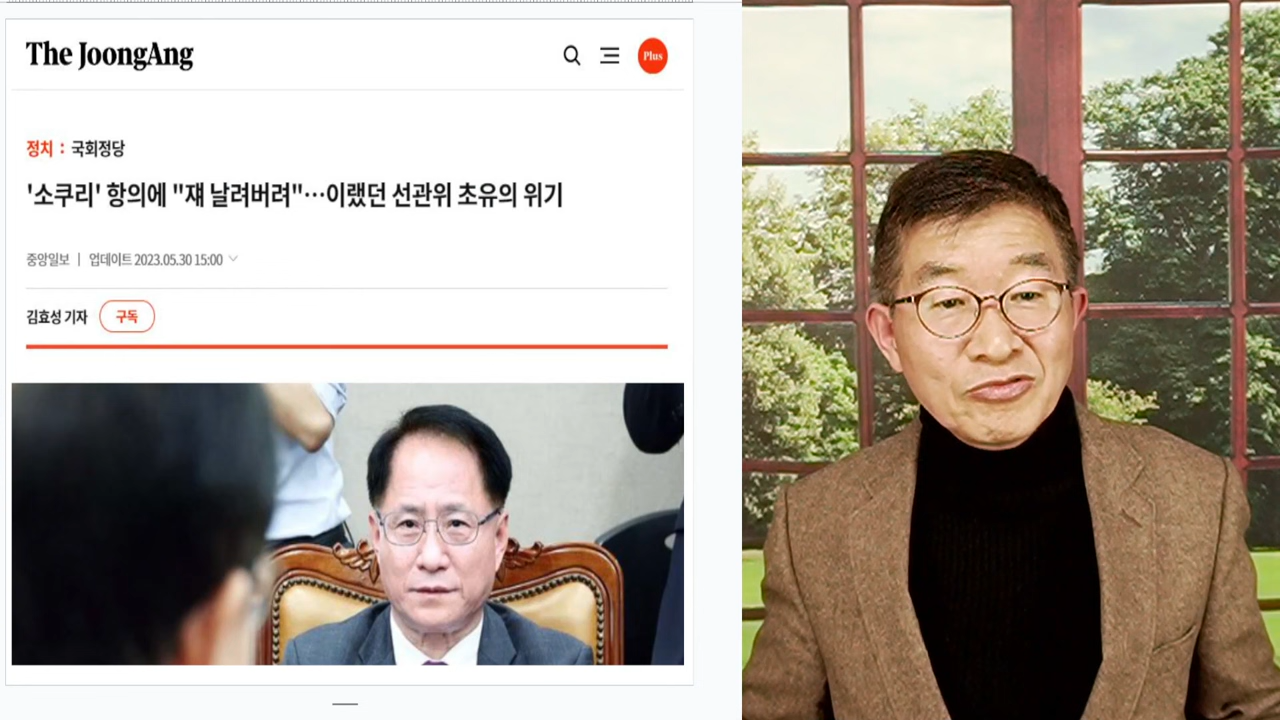 The JoongAng
Plus
정치 : 국회정당
'소쿠리' 항의에 "쟤 날려버려"…이랬던 선관위 초유의 위기
중앙일보 | 업데이트 2023.05.30 15:00
김효성 기자 구독